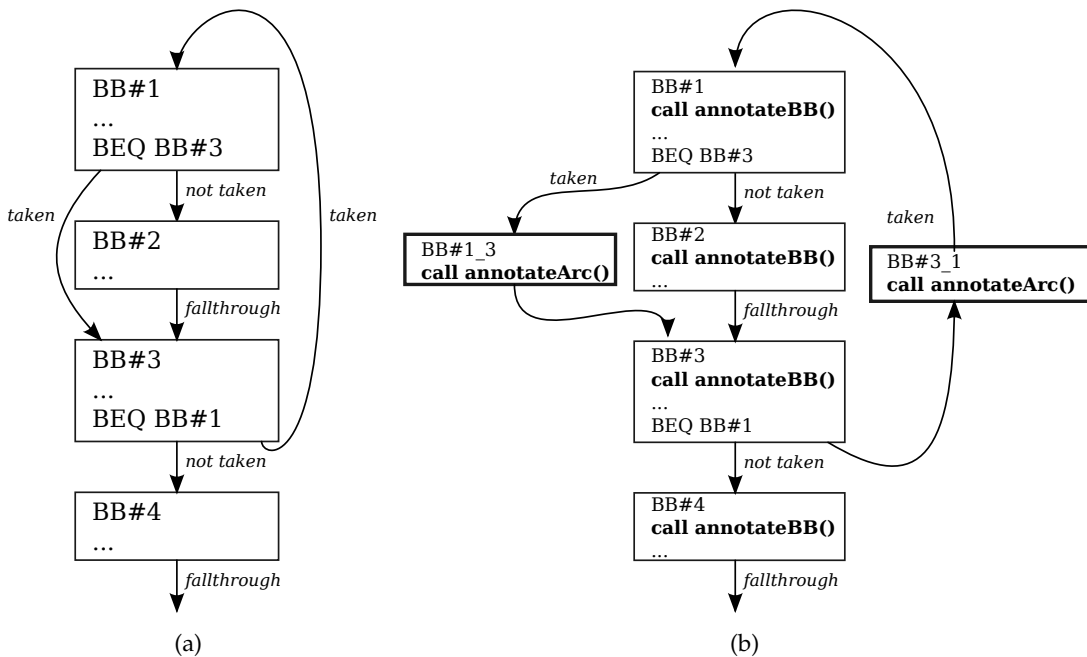 BB#1
...
BEQ BB#3
taken
not taken
taken
BB#2
...
fallthrough
BB#3
...
BEQ BB#1
not taken
BB#4
...
fallthrough
(a)
BB#1
call annotateBB()
...
BEQ BB#3
taken
not taken
taken
BB#1_3
call annotateArc()
BB#2
call annotateBB()
...
BB#3_1
call annotateArc()
fallthrough
BB#3
call annotateBB()
...
BEQ BB#1
not taken
BB#4
call annotateBB()
...
fallthrough
(b)